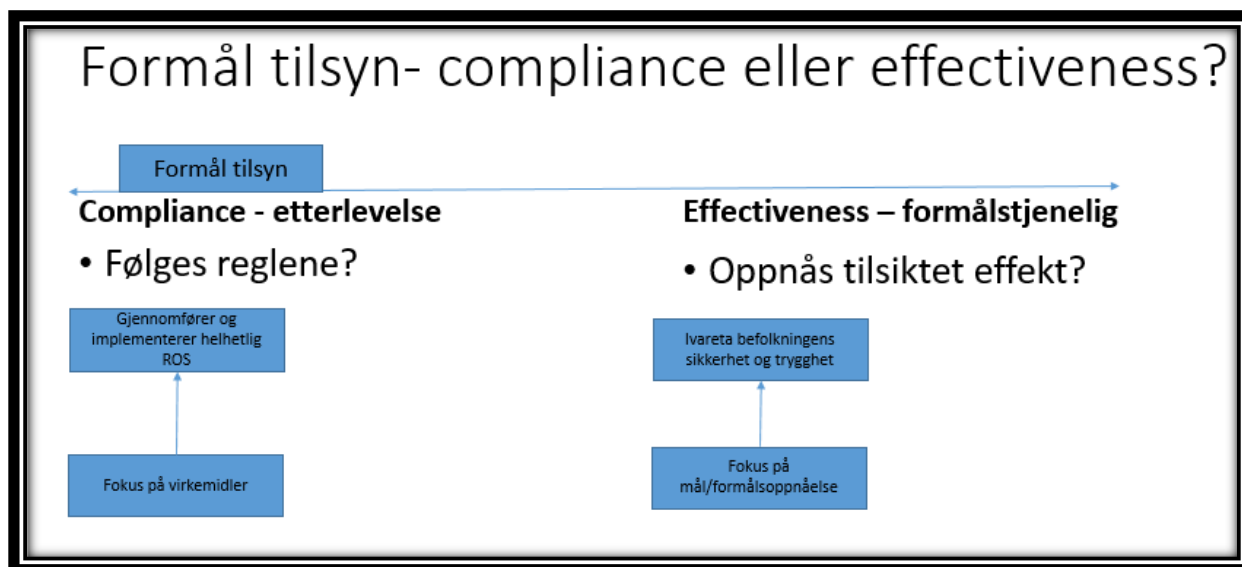 Formål tilsyn- compliance eller effectiveness?
Formål tilsyn
Compliance - etterlevelse
• Følges reglene?
Gjennomfører og
implementerer helhetlig
ROS
Fokus på virkemidler
Effectiveness – formålstjenelig
• Oppnås tilsiktet effekt?
Ivareta befolkningens
sikkerhet og trygghet
Fokus på
mål/formålsoppnåelse